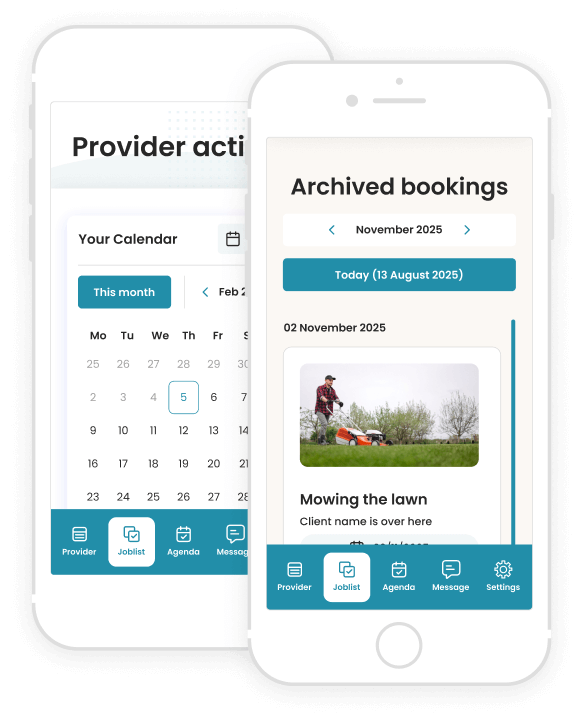 Provider acti
Your Calendar
This month
Feb 2
Mo Tu We Th Fr
25 26 27 28 29 30
2 3 4 5 6 7
9 10 11 12 13 14
16 17 18 19 20 21
23 24 25 26 27 28
Provider Joblist Agenda Messag
Archived bookings
November 2025
Today (13 August 2025)
02 November 2025
Mowing the lawn
Client name is over here
Provider Joblist Agenda Message Settings